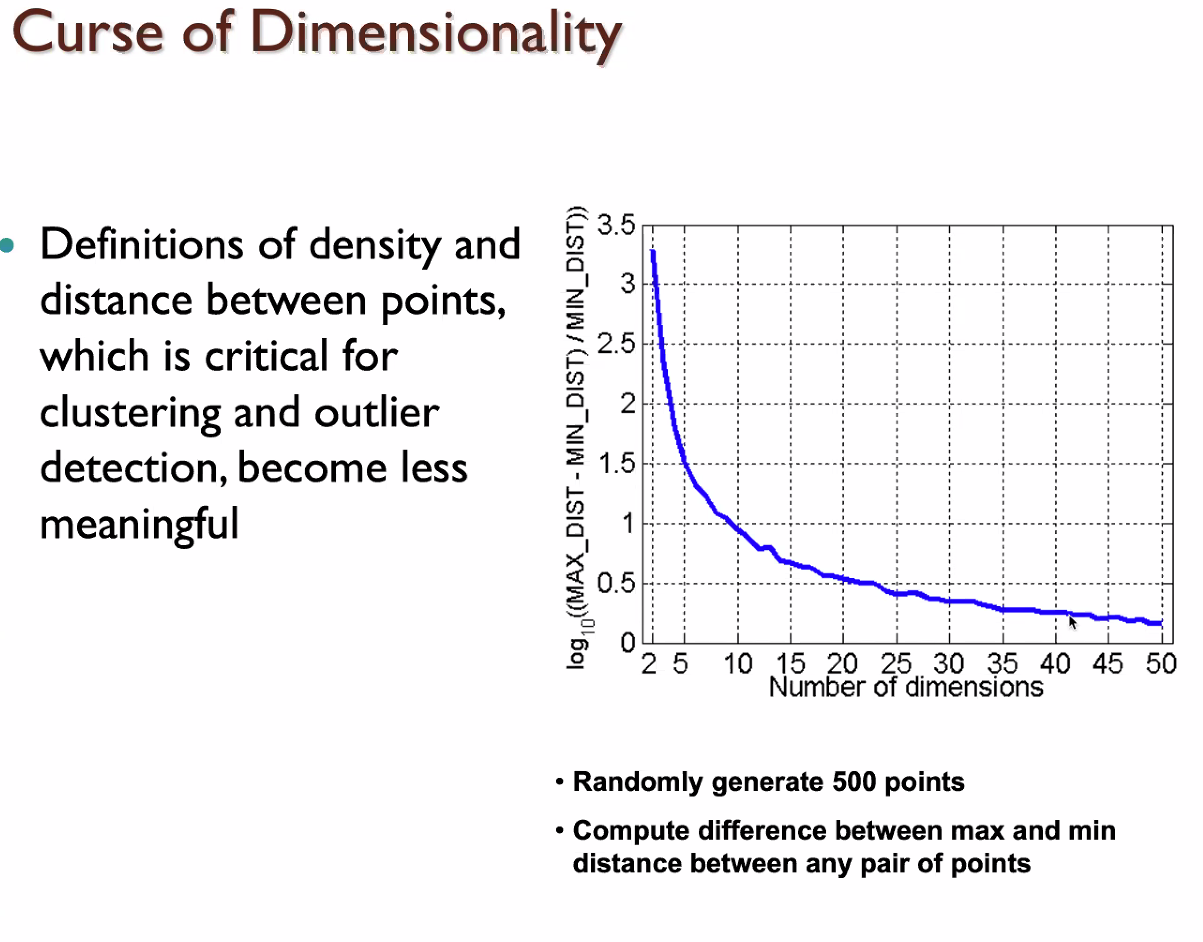 Curse of Dimensionality
• Definitions of density and
distance between points,
which is critical for
clustering and outlier
detection, become less
meaningful
log10((MAX_DIST - MIN_DIST) / MIN_DIST))
3.5
3
2.5
2
1.5
1
0.5
0
2 5 10 15 20 25 30 35 40 45 50
Number of dimensions
• Randomly generate 500 points
• Compute difference between max and min
distance between any pair of points